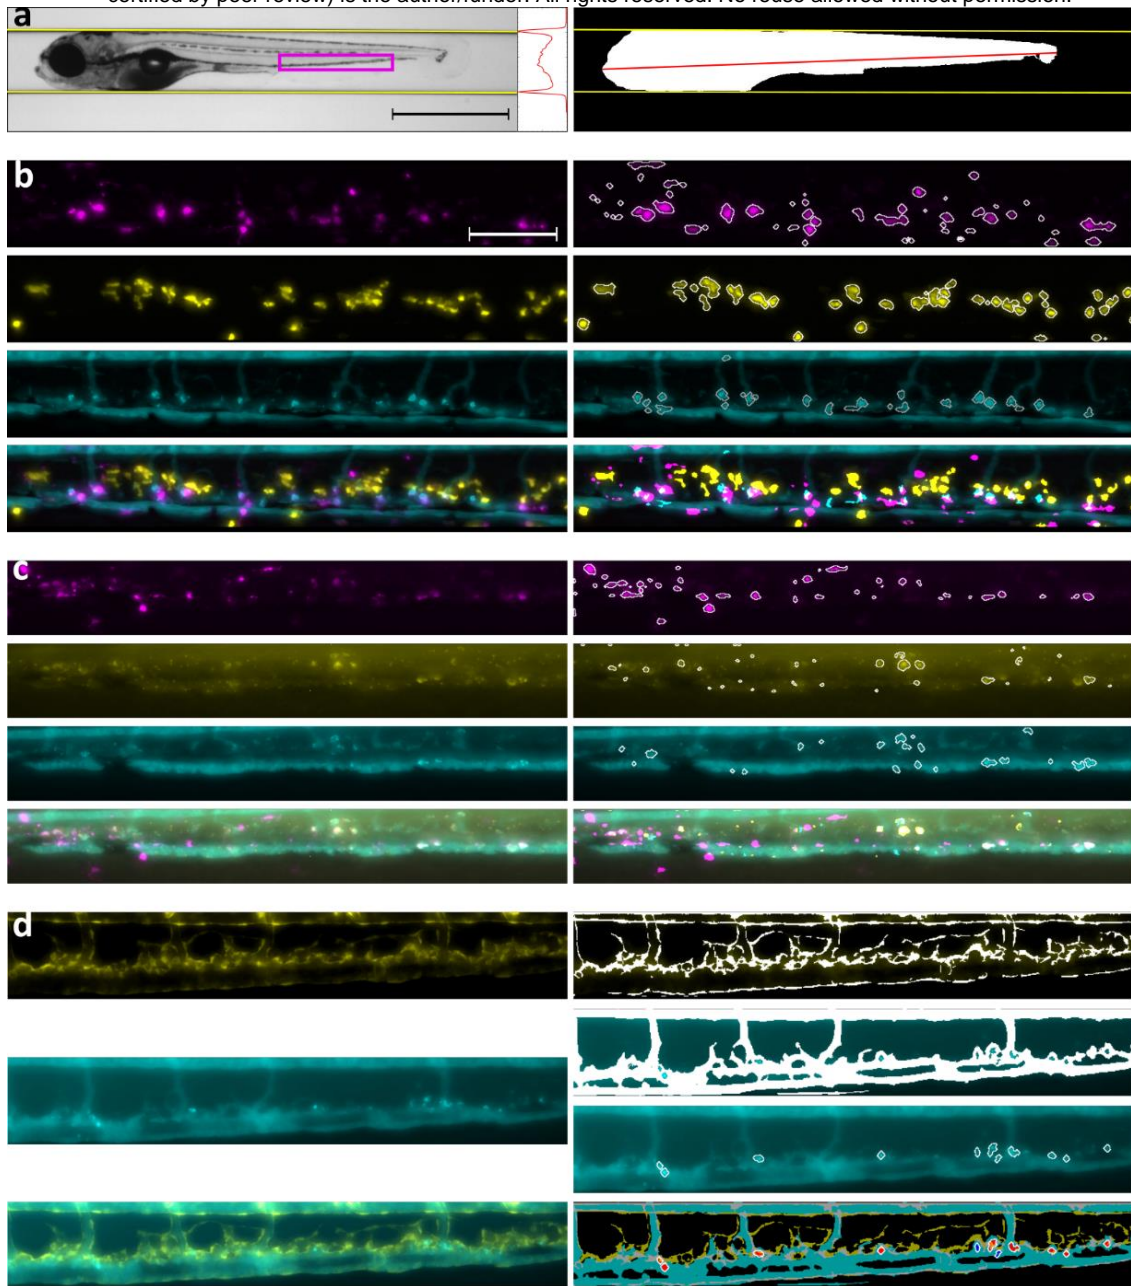 certified by peer review) is the author/funder. All rights reserved. No reuse allowed without permission.
a
b
c
d